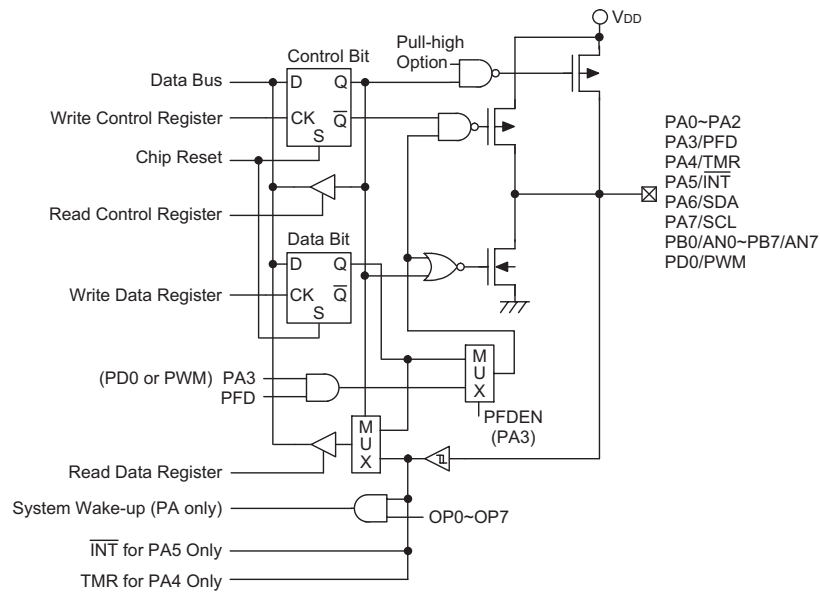 VDD
Pull-high
Option
Control Bit
Data Bus
D
Q
Write Control Register
CK
Q̅
S
Chip Reset
Read Control Register
Data Bit
D
Q
Write Data Register
CK
Q̅
S
PA0~PA2
PA3/PFD
PA4/TMR
PA5/I̅N̅T̅
PA6/SDA
PA7/SCL
PB0/AN0~PB7/AN7
PD0/PWM
(PD0 or PWM) PA3
PFD
M
U
X
PFDEN
(PA3)
M
U
X
Read Data Register
System Wake-up (PA only)
OP0~OP7
I̅N̅T̅ for PA5 Only
TMR for PA4 Only